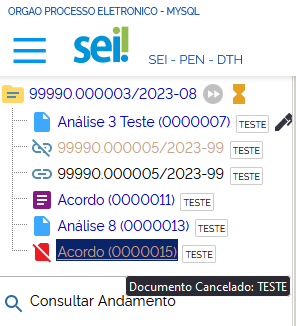 ORGAO PROCESSO ELETRONICO - MYSQL
sei!
SEI - PEN - DTH
99990.000003/2023-08
Análise 3 Teste (0000007) TESTE
99990.000005/2023-99 TESTE
99990.000005/2023-99 TESTE
Acordo (0000011) TESTE
Análise 8 (0000013) TESTE
Acordo (0000015) TESTE
Documento Cancelado: TESTE
Consultar Andamento